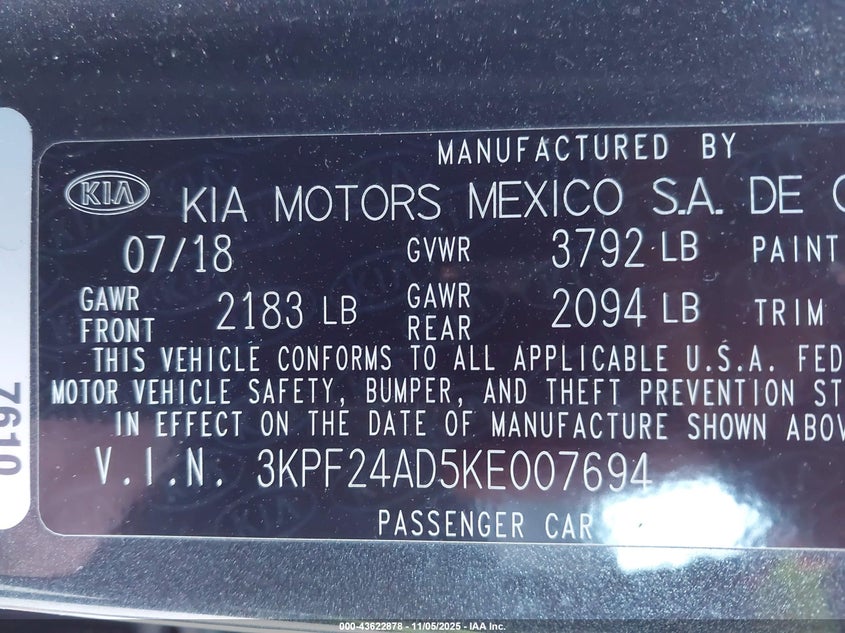 MANUFACTURED BY
KIA KIA MOTORS MEXICO S.A. DE C
07/18 GVWR 3792 LB PAINT
GAWR FRONT 2183 LB GAWR REAR 2094 LB TRIM
THIS VEHICLE CONFORMS TO ALL APPLICABLE U.S.A. FED
MOTOR VEHICLE SAFETY, BUMPER, AND THEFT PREVENTION ST
IN EFFECT ON THE DATE OF MANUFACTURE SHOWN ABOV
V.I.N. 3KPF24AD5KE007694
PASSENGER CAR
7610
000-43622878 - 11/05/2025 - IAA Inc.